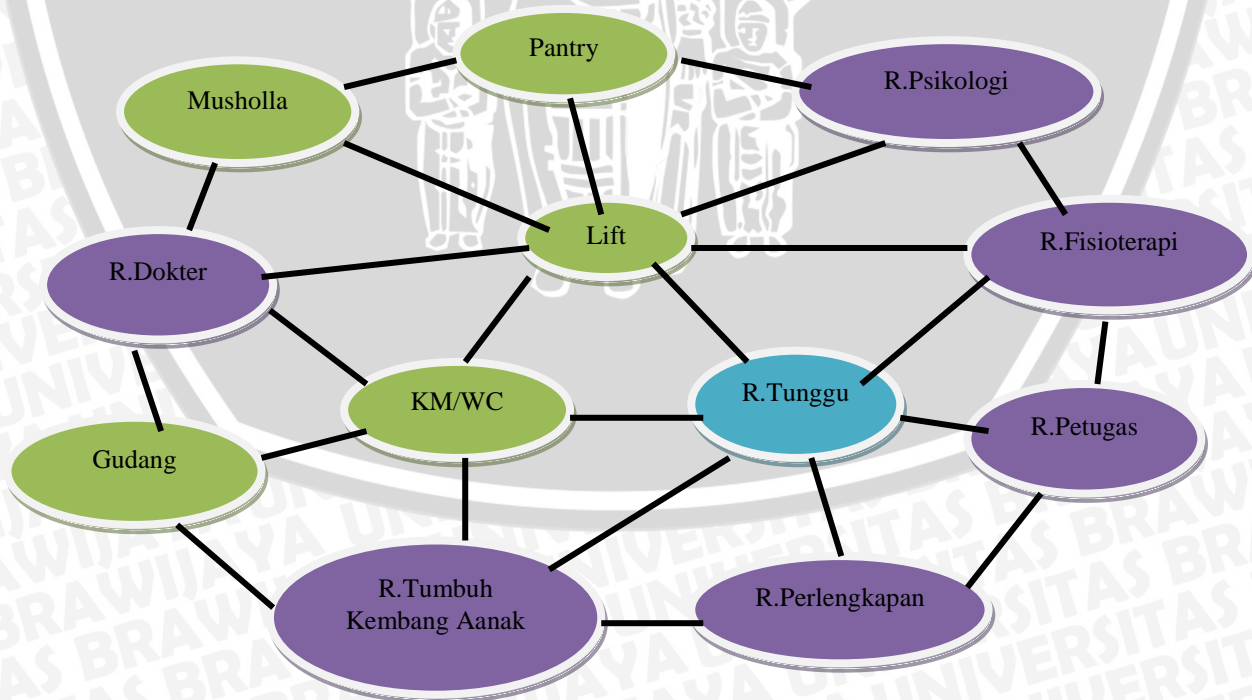 Pantry
R.Psikologi
Musholla
Lift
R.Fisioterapi
R.Dokter
R.Tunggu
KM/WC
R.Petugas
Gudang
R.Tumbuh
Kembang Aanak
R.Perlengkapan